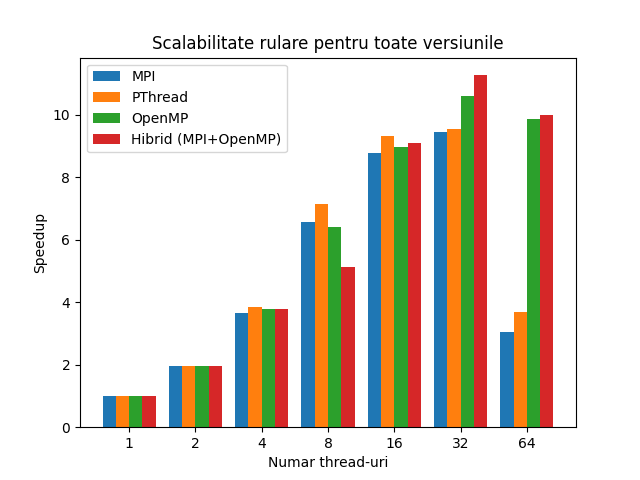 Scalabilitate rulare pentru toate versiunile
MPI
PThread
OpenMP
Hibrid (MPI+OpenMP)
Speedup
10
8
6
4
2
0
1 2 4 8 16 32 64
Numar thread-uri